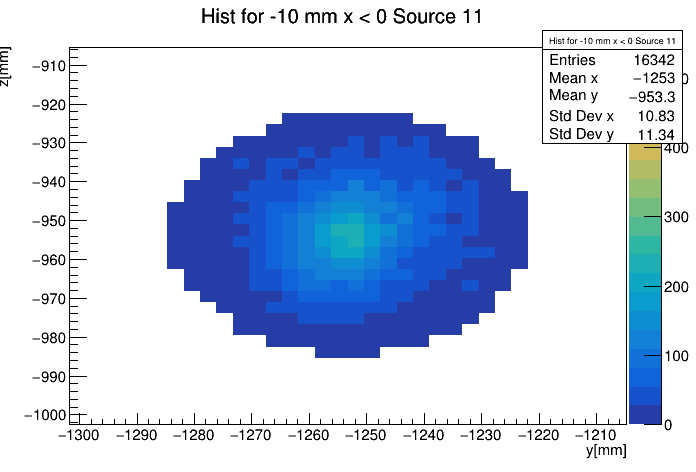 Hist for -10 mm x < 0 Source 11
z[mm]
Hist for -10 mm x < 0 Source 11
Entries 16342
Mean x −1253
Mean y −953.3
Std Dev x 10.83
Std Dev y 11.34
−910
−920
−930
−940
−950
−960
−970
−980
−990
−1000
−1300 −1290 −1280 −1270 −1260 −1250 −1240 −1230 −1220 −1210
y[mm]
400
300
200
100
0